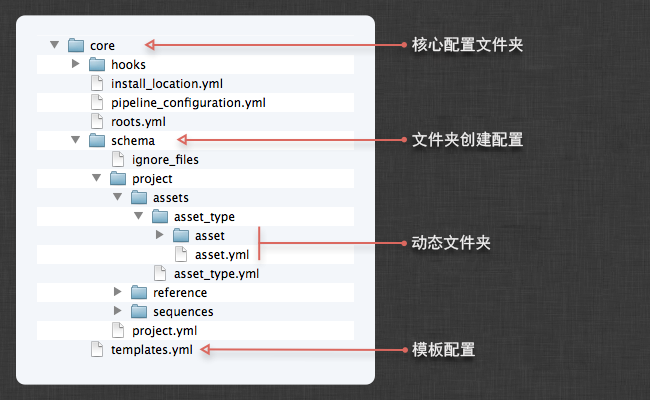 core 核心配置文件夹
hooks
install_location.yml
pipeline_configuration.yml
roots.yml
schema 文件夹创建配置
ignore_files
project
assets
asset_type
asset
动态文件夹
asset.yml
asset_type.yml
reference
sequences
project.yml
templates.yml 模板配置